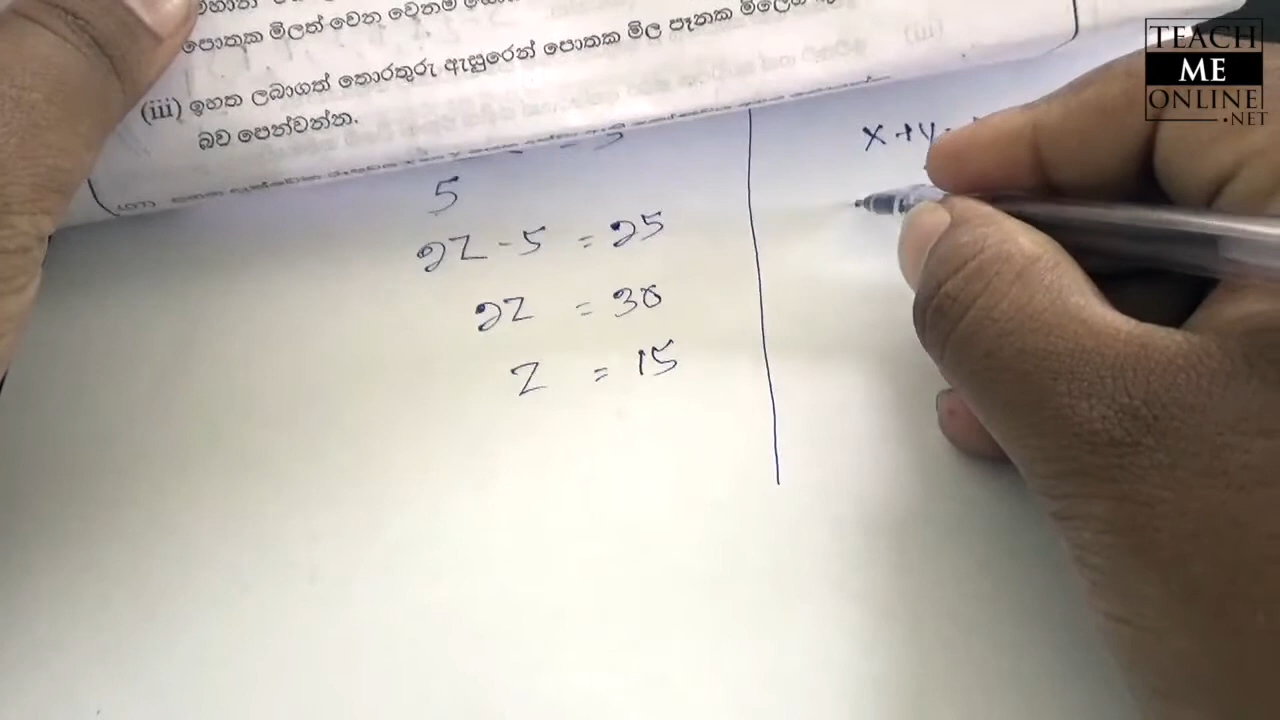 පොතක මිලත් වෙන වෙනම
(iii) ඉහත ලබාගත් තොරතුරු ඇසුරෙන් පොතක මිල පෑනක
බව පෙන්වන්න.
(iii)
x + y
5
2Z - 5 = 25
2Z = 30
Z = 15
TEACH
ME
ONLINE
.NET